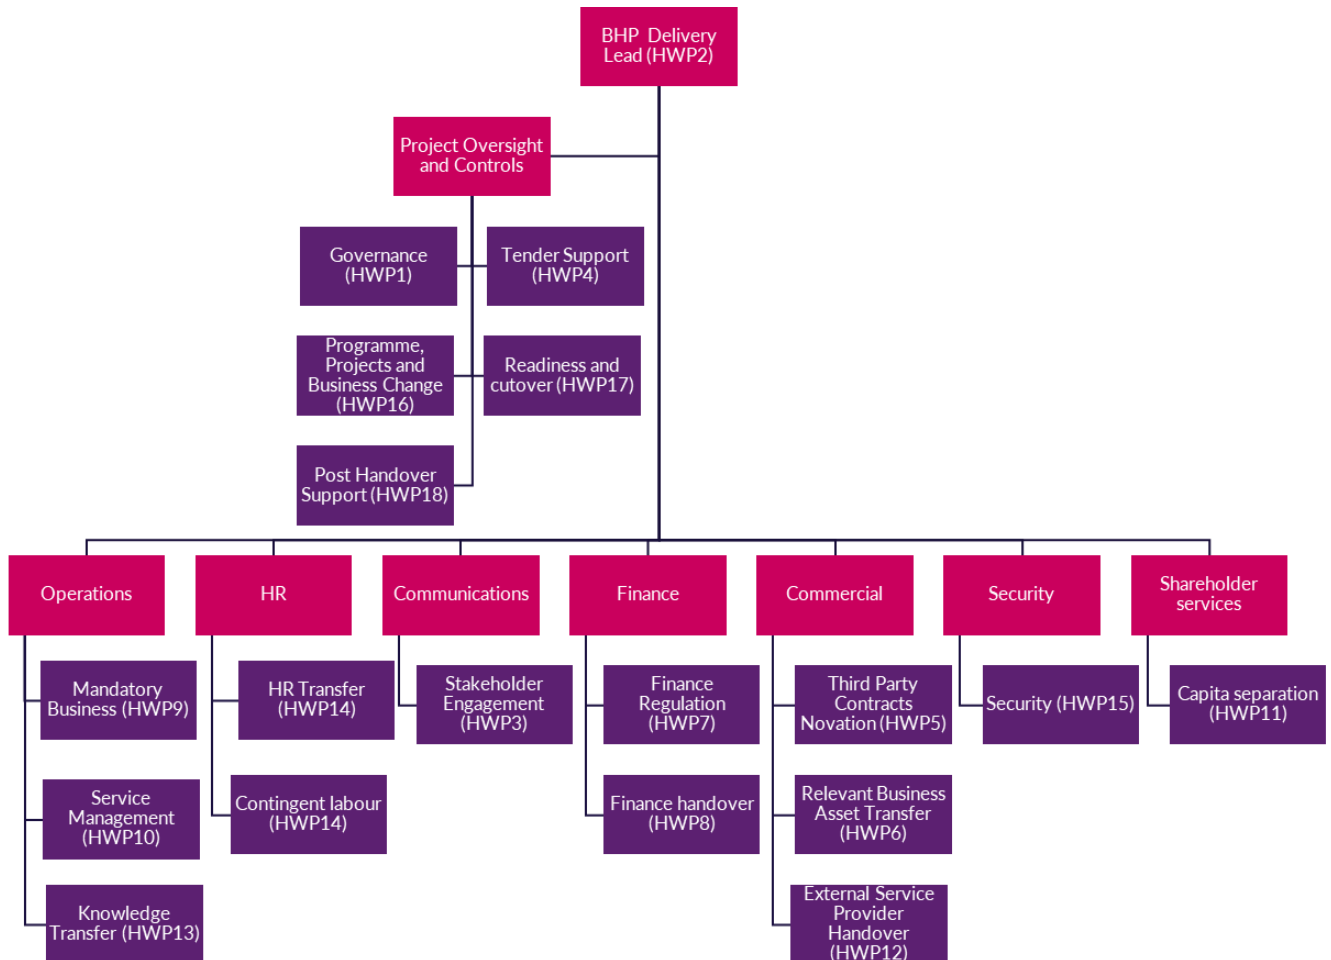 BHP Delivery
Lead (HWP2)
Project Oversight
and Controls
Governance
(HWP1)
Tender Support
(HWP4)
Programme,
Projects and
Business Change
(HWP16)
Readiness and
cutover (HWP17)
Post Handover
Support (HWP18)
Operations
HR
Communications
Finance
Commercial
Security
Shareholder
services
Mandatory
Business (HWP9)
HR Transfer
(HWP14)
Stakeholder
Engagement
(HWP3)
Finance
Regulation
(HWP7)
Third Party
Contracts
Novation (HWP5)
Security (HWP15)
Capita separation
(HWP11)
Service
Management
(HWP10)
Contingent labour
(HWP14)
Finance handover
(HWP8)
Relevant Business
Asset Transfer
(HWP6)
Knowledge
Transfer (HWP13)
External Service
Provider
Handover
(HWP12)